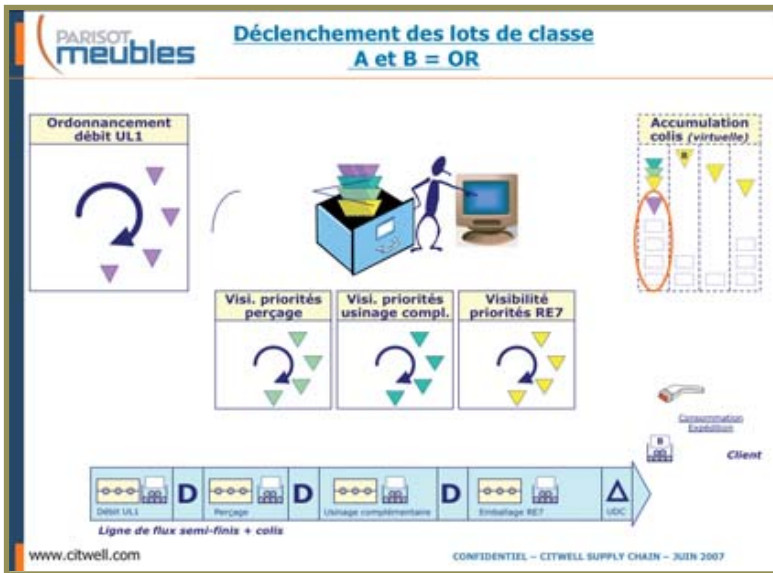 PARISOT
meubles
Déclenchement des lots de classe
A et B = OR
Ordonnancement
débit UL1
Accumulation
colis (virtuelle)
B
Visi. priorités
perçage
Visi. priorités
usinage compl.
Visibilité
priorités RE7
Consommation
Expédition
B
Client
D
D
D
Δ
Débit UL1
Perçage
Usinage complémentaire
Emballage RE7
UDC
Ligne de flux semi-finis + colis
www.citwell.com
CONFIDENTIEL – CITWELL SUPPLY CHAIN – JUIN 2007